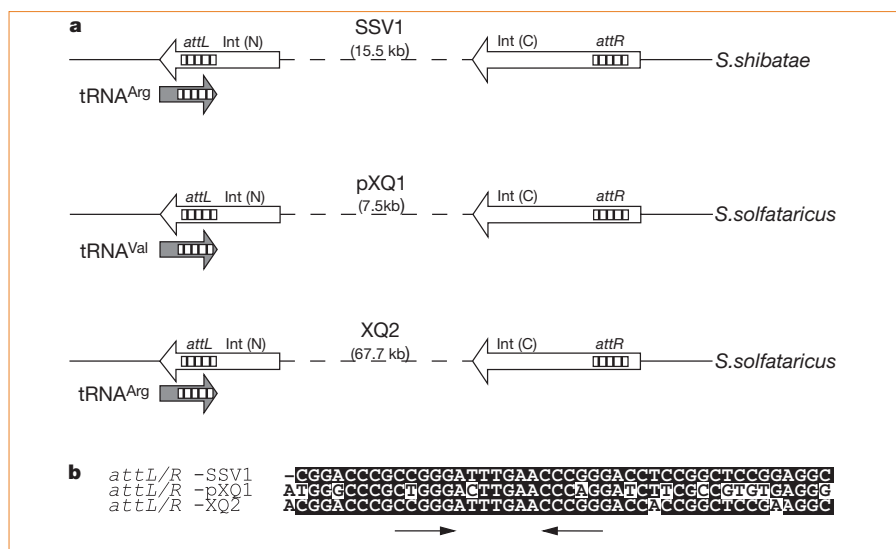 a
SSV1
(15.5 kb)
attL Int (N) Int (C) attR
S.shibatae
tRNAArg
pXQ1
(7.5kb)
attL Int (N) Int (C) attR
S.solfataricus
tRNAVal
XQ2
(67.7 kb)
attL Int (N) Int (C) attR
S.solfataricus
tRNAArg
b
attL/R -SSV1 –CGGACCCGCCGGGATTTGAACCCGGGACCTCCGGCTCCGGAGGC
attL/R -pXQ1 ATGGGCCCGCTGGGACTTGAACCCAGGATCTTCGCCGTGTGAGGG
attL/R -XQ2 ACGGACCCGCCGGGATTTGAACCCGGGACCACCGGCTCCGAAGGC